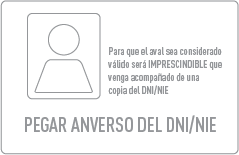 Para que el aval sea considerado
válido será IMPRESCINDIBLE que
venga acompañado de una
copia del DNI/NIE
PEGAR ANVERSO DEL DNI/NIE